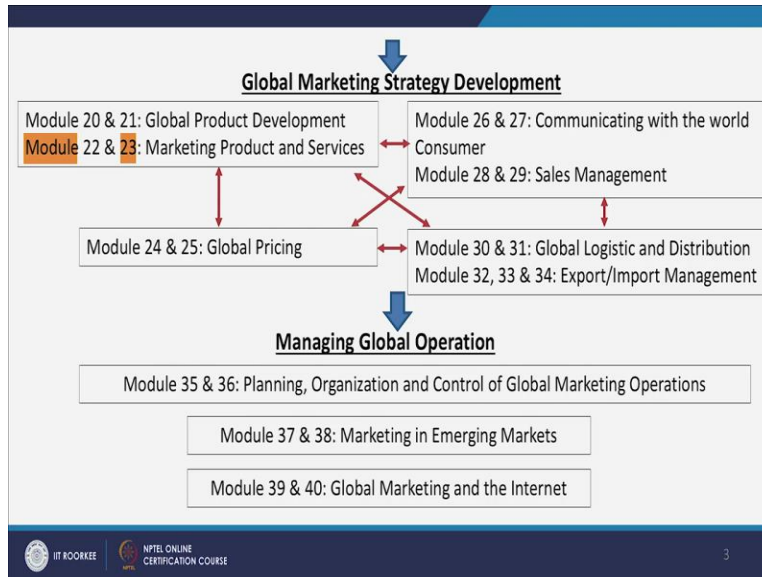 Global Marketing Strategy Development
Module 20 & 21: Global Product Development
Module 22 & 23: Marketing Product and Services
Module 26 & 27: Communicating with the world
Consumer
Module 28 & 29: Sales Management
Module 24 & 25: Global Pricing
Module 30 & 31: Global Logistic and Distribution
Module 32, 33 & 34: Export/Import Management
Managing Global Operation
Module 35 & 36: Planning, Organization and Control of Global Marketing Operations
Module 37 & 38: Marketing in Emerging Markets
Module 39 & 40: Global Marketing and the Internet
IIT ROORKEE
NPTEL
NPTEL ONLINE
CERTIFICATION COURSE
3